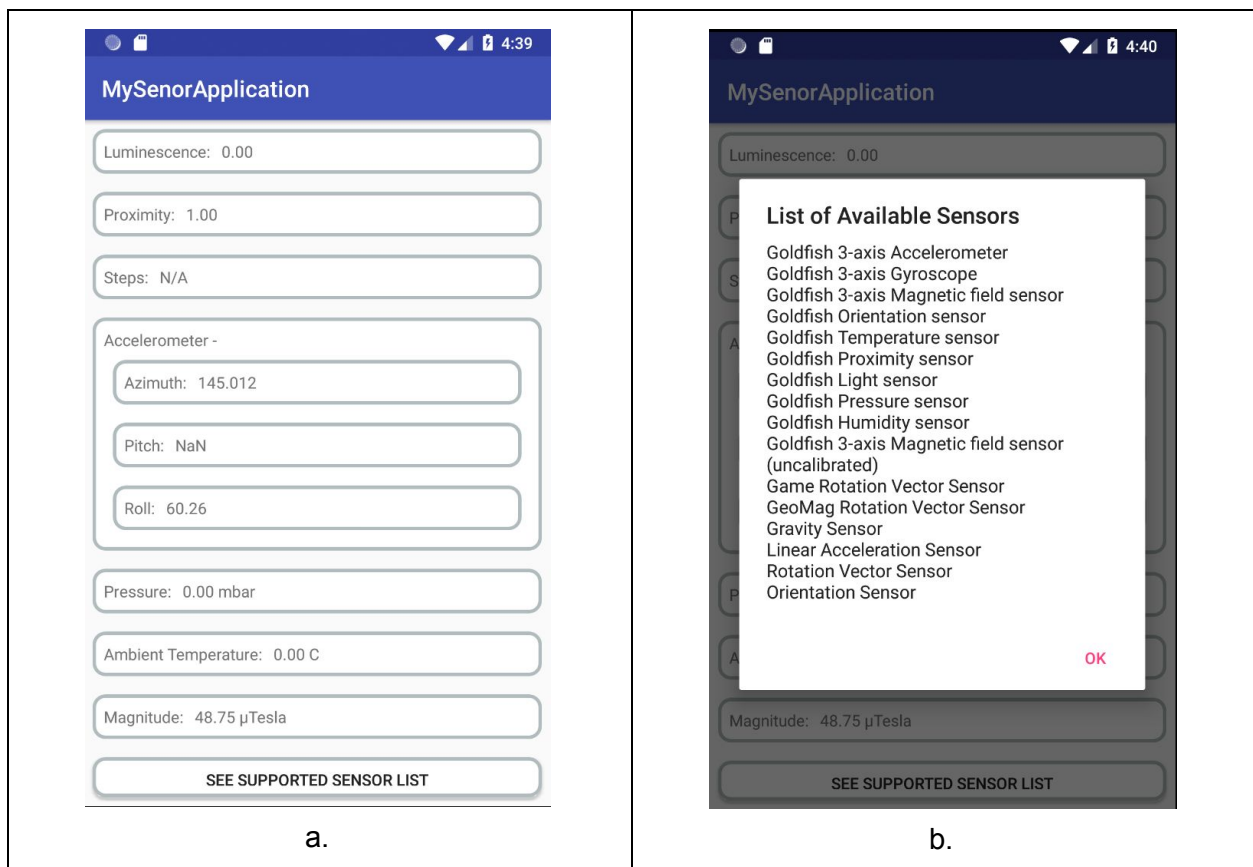 4:39
MySenorApplication
Luminescence: 0.00
Proximity: 1.00
Steps: N/A
Accelerometer -
Azimuth: 145.012
Pitch: NaN
Roll: 60.26
Pressure: 0.00 mbar
Ambient Temperature: 0.00 C
Magnitude: 48.75 µTesla
SEE SUPPORTED SENSOR LIST
a.
4:40
MySenorApplication
Luminescence: 0.00
P
S
A
P
A
List of Available Sensors
Goldfish 3-axis Accelerometer
Goldfish 3-axis Gyroscope
Goldfish 3-axis Magnetic field sensor
Goldfish Orientation sensor
Goldfish Temperature sensor
Goldfish Proximity sensor
Goldfish Light sensor
Goldfish Pressure sensor
Goldfish Humidity sensor
Goldfish 3-axis Magnetic field sensor
(uncalibrated)
Game Rotation Vector Sensor
GeoMag Rotation Vector Sensor
Gravity Sensor
Linear Acceleration Sensor
Rotation Vector Sensor
Orientation Sensor
OK
Magnitude: 48.75 µTesla
SEE SUPPORTED SENSOR LIST
b.